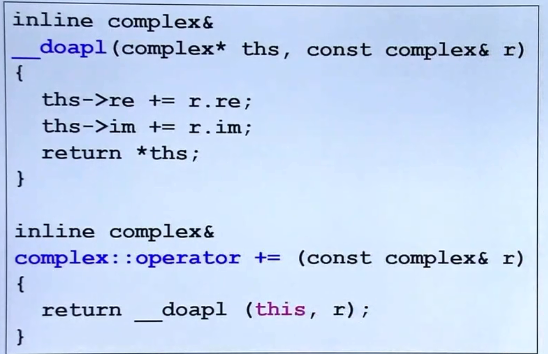 inline complex&
__doapl(complex* ths, const complex& r)
{
  ths->re += r.re;
  ths->im += r.im;
  return *ths;
}

inline complex&
complex::operator += (const complex& r)
{
  return __doapl (this, r);
}